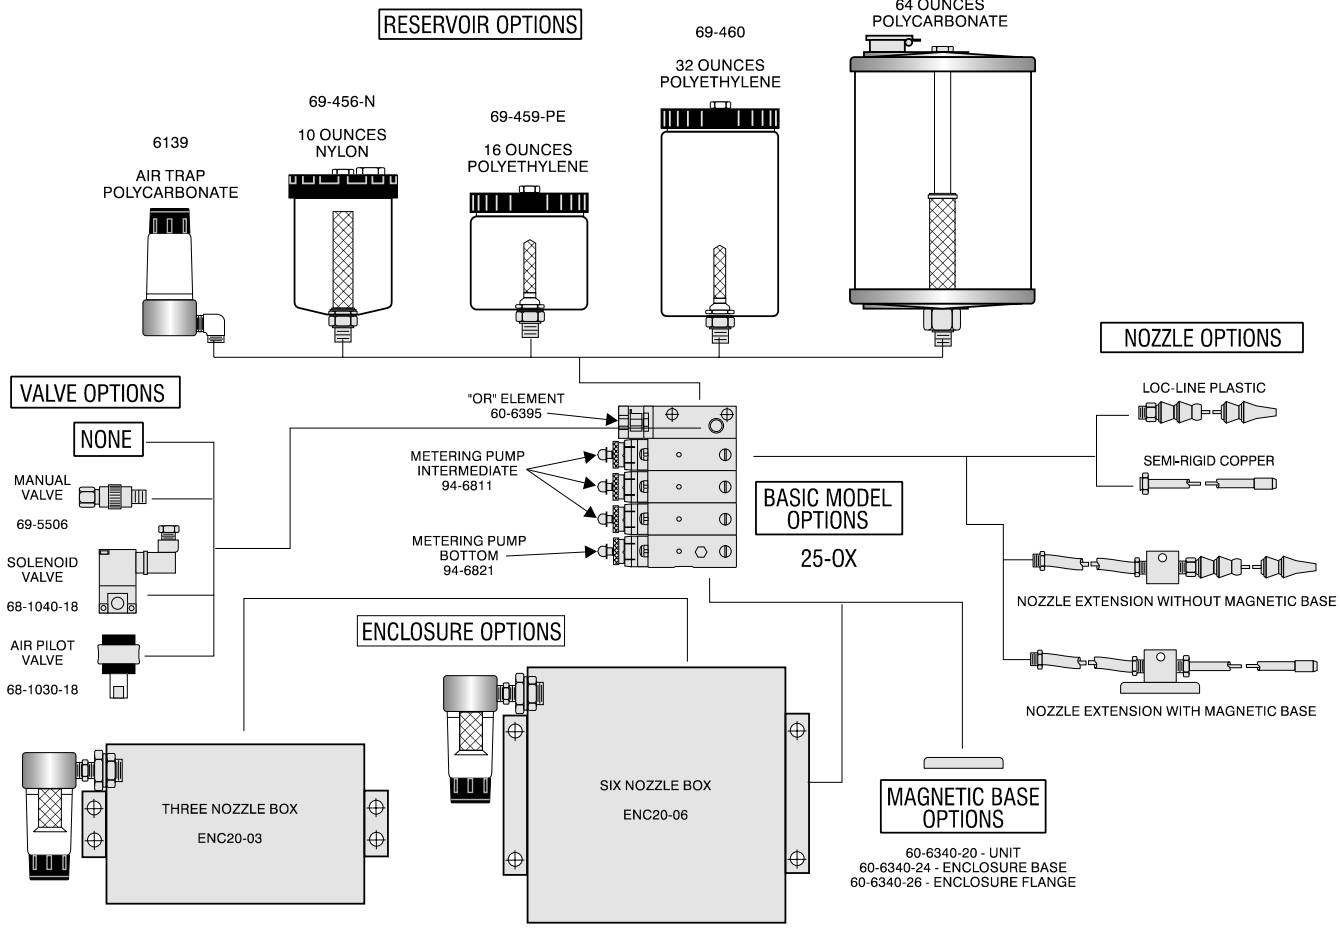 RESERVOIR OPTIONS
64 OUNCES
POLYCARBONATE
69-460
32 OUNCES
POLYETHYLENE
69-456-N
10 OUNCES
NYLON
69-459-PE
16 OUNCES
POLYETHYLENE
6139
AIR TRAP
POLYCARBONATE
NOZZLE OPTIONS
LOC-LINE PLASTIC
SEMI-RIGID COPPER
NOZZLE EXTENSION WITHOUT MAGNETIC BASE
NOZZLE EXTENSION WITH MAGNETIC BASE
VALVE OPTIONS
NONE
MANUAL
VALVE
69-5506
SOLENOID
VALVE
68-1040-18
AIR PILOT
VALVE
68-1030-18
"OR" ELEMENT
60-6395
METERING PUMP
INTERMEDIATE
94-6811
METERING PUMP
BOTTOM
94-6821
BASIC MODEL
OPTIONS
25-OX
ENCLOSURE OPTIONS
THREE NOZZLE BOX
ENC20-03
SIX NOZZLE BOX
ENC20-06
MAGNETIC BASE
OPTIONS
60-6340-20 - UNIT
60-6340-24 - ENCLOSURE BASE
60-6340-26 - ENCLOSURE FLANGE